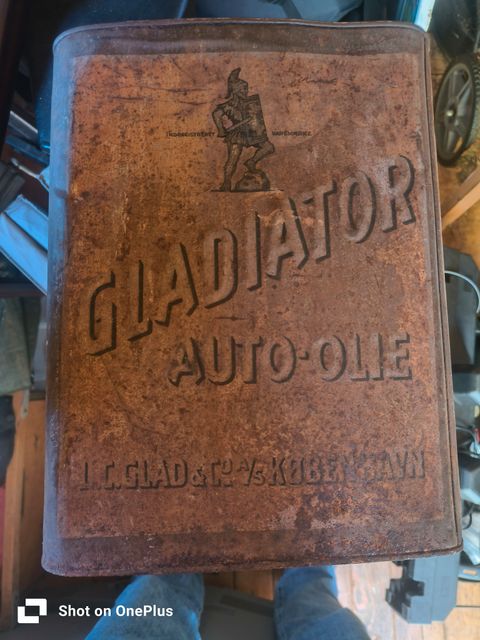 INDREGISTRERET VAREMÆRKE
GLADIATOR
AUTO-OLIE
I.C. GLAD & Co. A/S KØBENHAVN
Shot on OnePlus